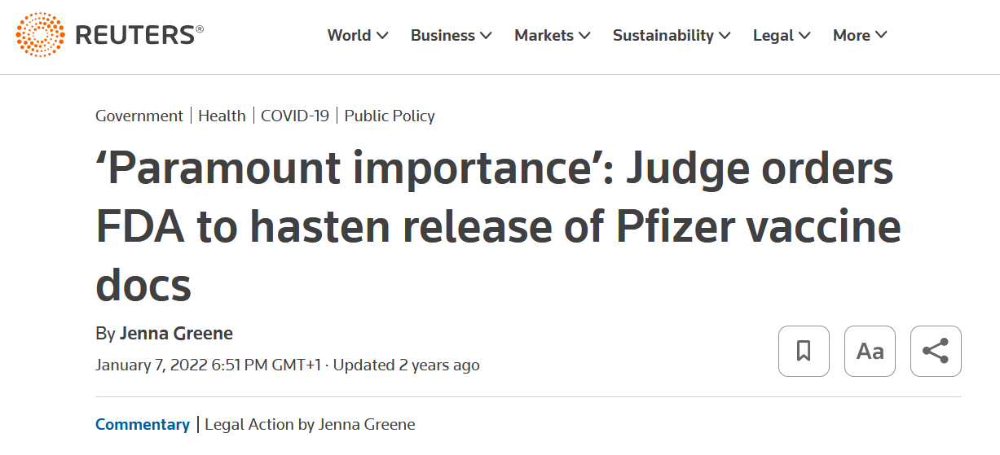 REUTERS®
World Business Markets Sustainability Legal More
Government | Health | COVID-19 | Public Policy
‘Paramount importance’: Judge orders
FDA to hasten release of Pfizer vaccine
docs
By Jenna Greene
January 7, 2022 6:51 PM GMT+1 · Updated 2 years ago
Aa
Commentary | Legal Action by Jenna Greene